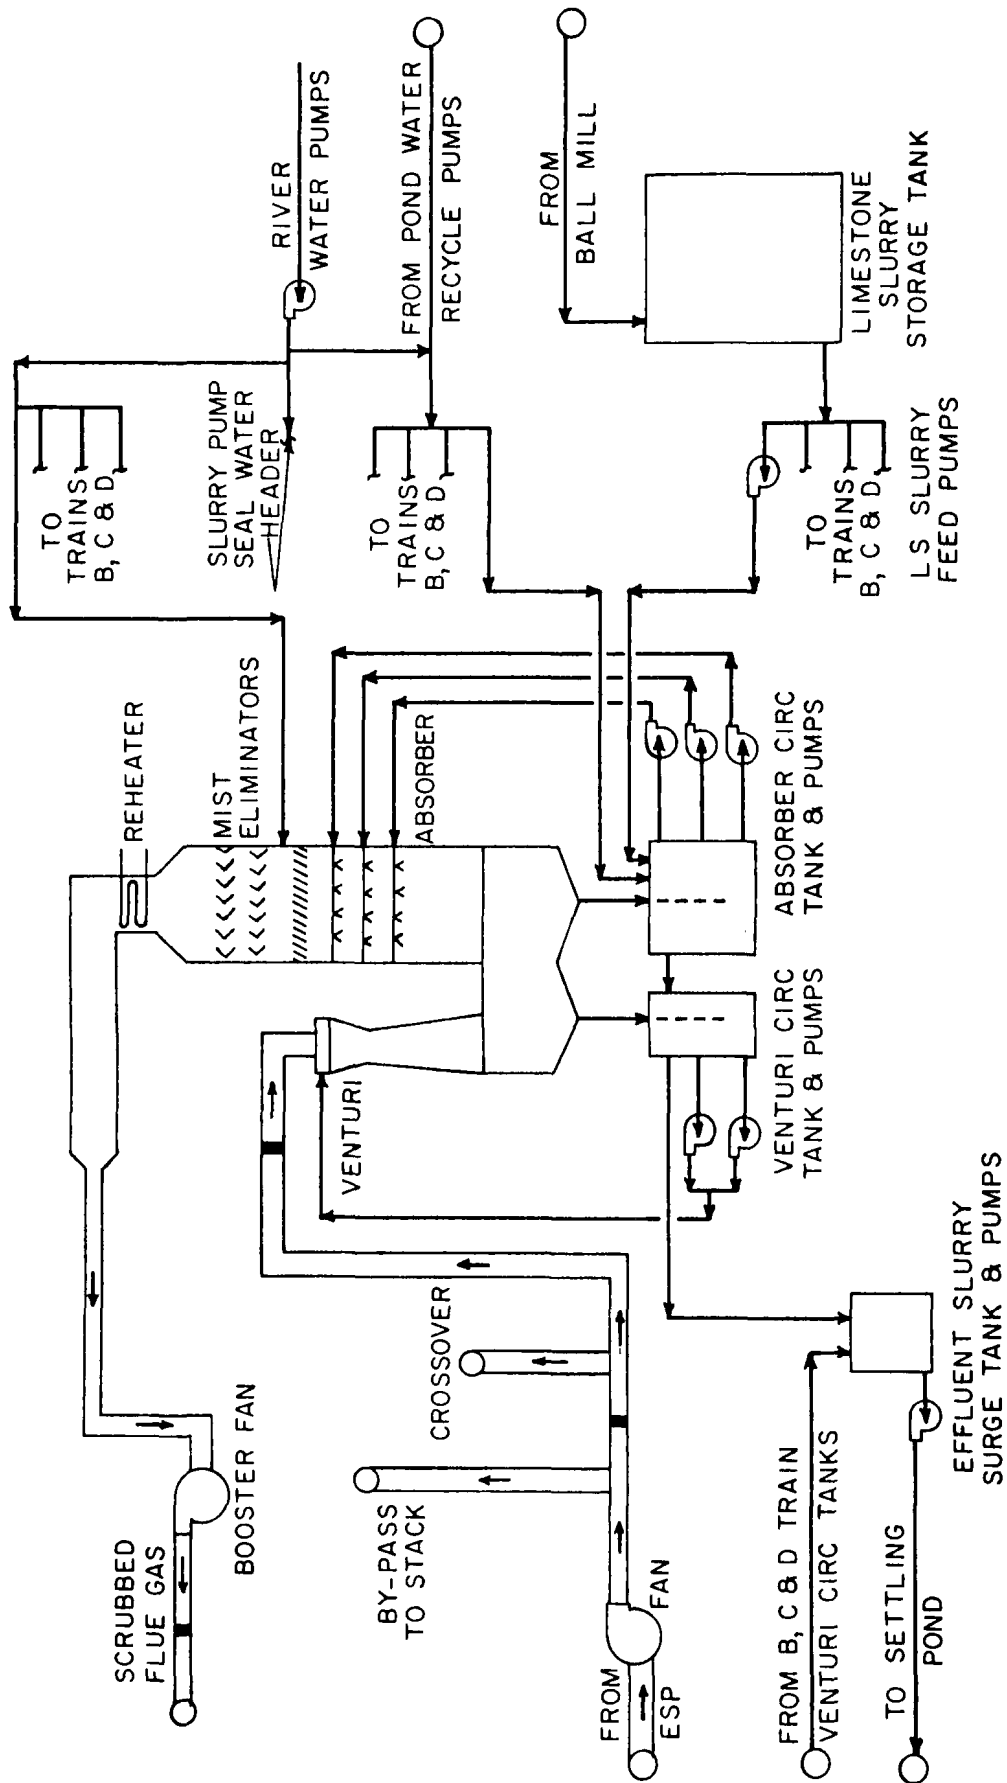 SCRUBBED
FLUE GAS
BOOSTER FAN
REHEATER
MIST
ELIMINATORS
ABSORBER
VENTURI
TO
TRAINS
B, C & D
SLURRY PUMP
SEAL WATER
HEADER
RIVER
WATER PUMPS
FROM POND WATER
RECYCLE PUMPS
TO
TRAINS
B, C & D
FROM
BALL MILL
LIMESTONE
SLURRY
STORAGE TANK
TO
TRAINS
B, C & D
LS SLURRY
FEED PUMPS
BY-PASS
TO STACK
CROSSOVER
FROM
ESP
FAN
VENTURI CIRC
TANK & PUMPS
ABSORBER CIRC
TANK & PUMPS
FROM B, C & D TRAIN
VENTURI CIRC TANKS
TO SETTLING
POND
EFFLUENT SLURRY
SURGE TANK & PUMPS